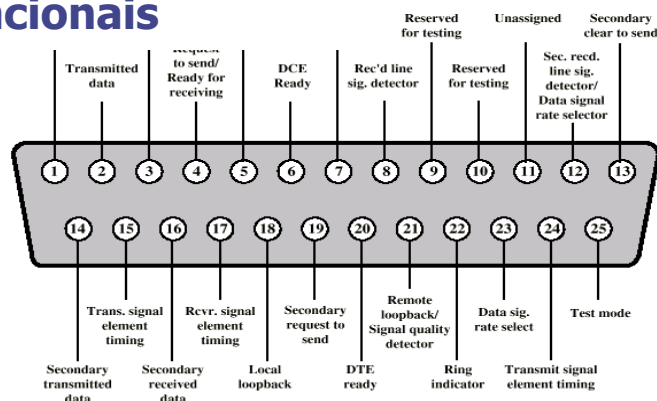 cionais
Reserved
for testing
Unassigned
Secondary
clear to send
Transmitted
data
Request
to send/
Ready for
receiving
DCE
Ready
Rec'd line
sig. detector
Reserved
for testing
Sec. recd.
line sig.
detector/
Data signal
rate selector
1 2 3 4 5 6 7 8 9 10 11 12 13
14 15 16 17 18 19 20 21 22 23 24 25
Trans. signal
element
timing
Rcvr. signal
element
timing
Secondary
request to
send
Remote
loopback/
Signal quality
detector
Data sig.
rate select
Test mode
Secondary
transmitted
data
Secondary
received
data
Local
loopback
DTE
ready
Ring
indicator
Transmit signal
element timing